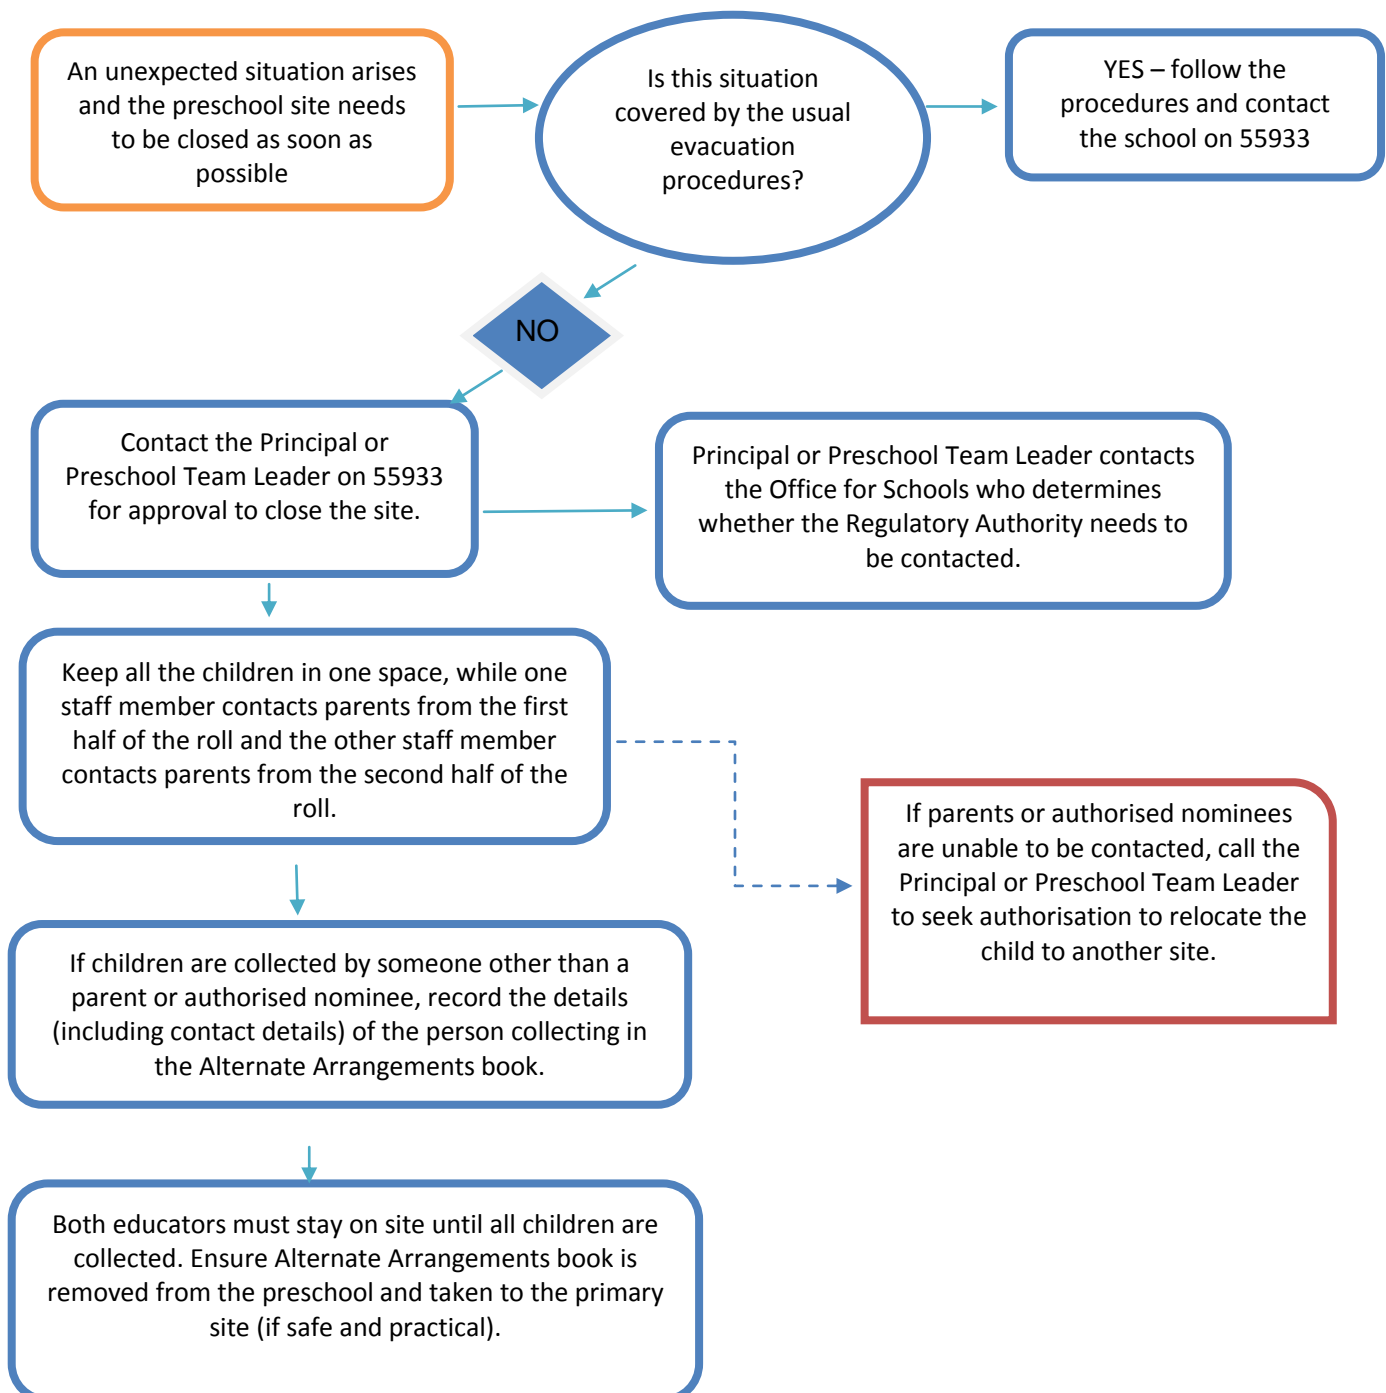 An unexpected situation arises
and the preschool site needs
to be closed as soon as
possible
Is this situation
covered by the usual
evacuation
procedures?
YES – follow the
procedures and contact
the school on 55933
NO
Contact the Principal or
Preschool Team Leader on 55933
for approval to close the site.
Principal or Preschool Team Leader contacts
the Office for Schools who determines
whether the Regulatory Authority needs to
be contacted.
Keep all the children in one space, while one
staff member contacts parents from the first
half of the roll and the other staff member
contacts parents from the second half of the
roll.
If parents or authorised nominees
are unable to be contacted, call the
Principal or Preschool Team Leader
to seek authorisation to relocate the
child to another site.
If children are collected by someone other than a
parent or authorised nominee, record the details
(including contact details) of the person collecting in
the Alternate Arrangements book.
Both educators must stay on site until all children are
collected. Ensure Alternate Arrangements book is
removed from the preschool and taken to the primary
site (if safe and practical).